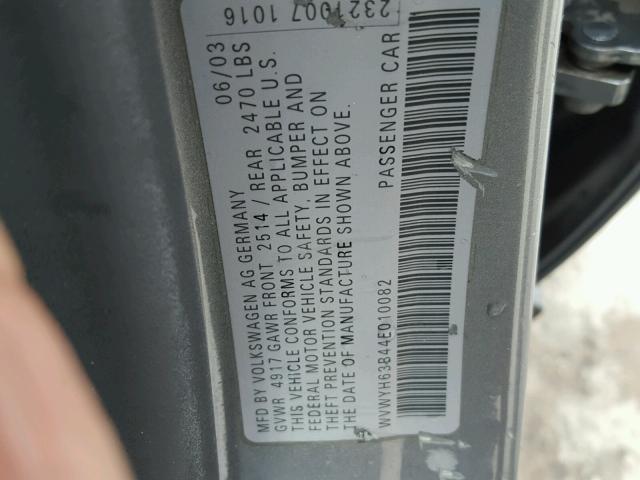 2321007 1016
MFD BY VOLKSWAGEN AG GERMANY 06/03
GVWR 4917 GAWR FRONT 2514 / REAR 2470 LBS
THIS VEHICLE CONFORMS TO ALL APPLICABLE U.S.
FEDERAL MOTOR VEHICLE SAFETY, BUMPER AND
THEFT PREVENTION STANDARDS IN EFFECT ON
THE DATE OF MANUFACTURE SHOWN ABOVE.
WVWYH63B44E010082 PASSENGER CAR